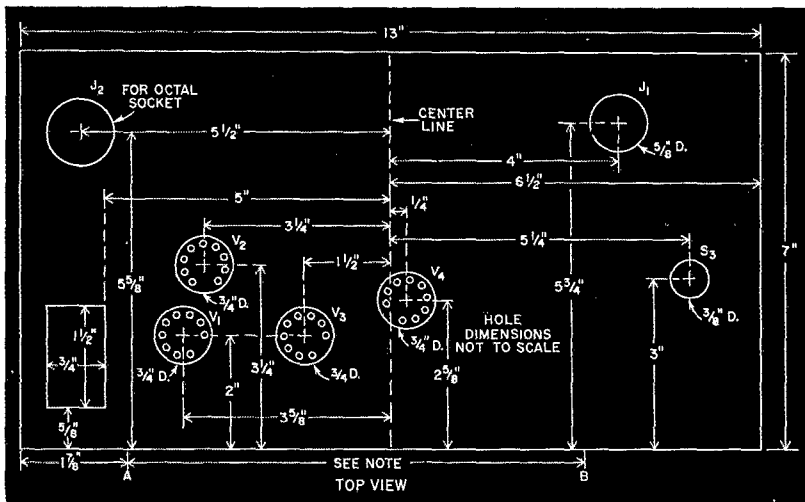 13"
J2
FOR OCTAL
SOCKET
J1
CENTER
LINE
5 1/2"
4"
5/8" D.
6 1/2"
5"
1/4"
3 1/4"
5 1/4"
7"
V2
1 1/2"
V4
S3
5 5/8"
5 3/4"
3/4" D.
V1
V3
HOLE
DIMENSIONS
NOT TO SCALE
3/8" D.
1 1/2"
3/4"
3/4" D.
3/4 D.
3/4" D.
3 1/4"
2"
2 5/8"
3"
3 5/8"
5/8"
1 7/8"
A
SEE NOTE
B
TOP VIEW